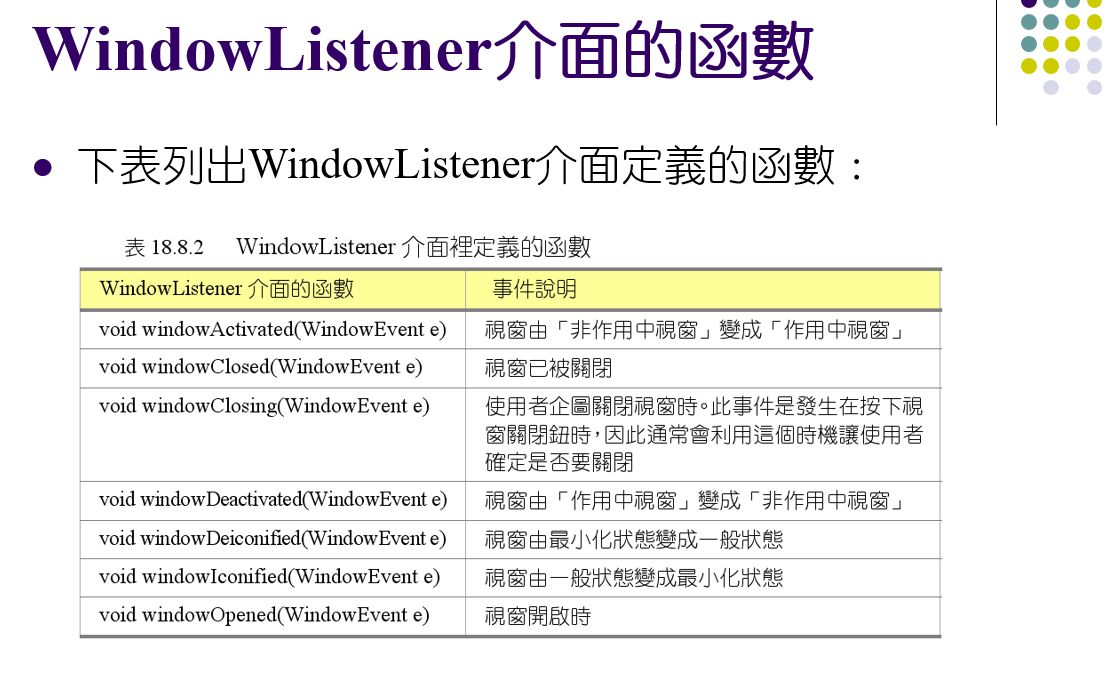 WindowListener介面的函數
下表列出WindowListener介面定義的函數：
表 18.8.2 WindowListener 介面裡定義的函數
WindowListener 介面的函數 事件說明
void windowActivated(WindowEvent e) 視窗由「非作用中視窗」變成「作用中視窗」
void windowClosed(WindowEvent e) 視窗已被關閉
void windowClosing(WindowEvent e) 使用者企圖關閉視窗時。此事件是發生在按下視
窗關閉鈕時，因此通常會利用這個時機讓使用者
確定是否要關閉
void windowDeactivated(WindowEvent e) 視窗由「作用中視窗」變成「非作用中視窗」
void windowDeiconified(WindowEvent e) 視窗由最小化狀態變成一般狀態
void windowIconified(WindowEvent e) 視窗由一般狀態變成最小化狀態
void windowOpened(WindowEvent e) 視窗開啟時